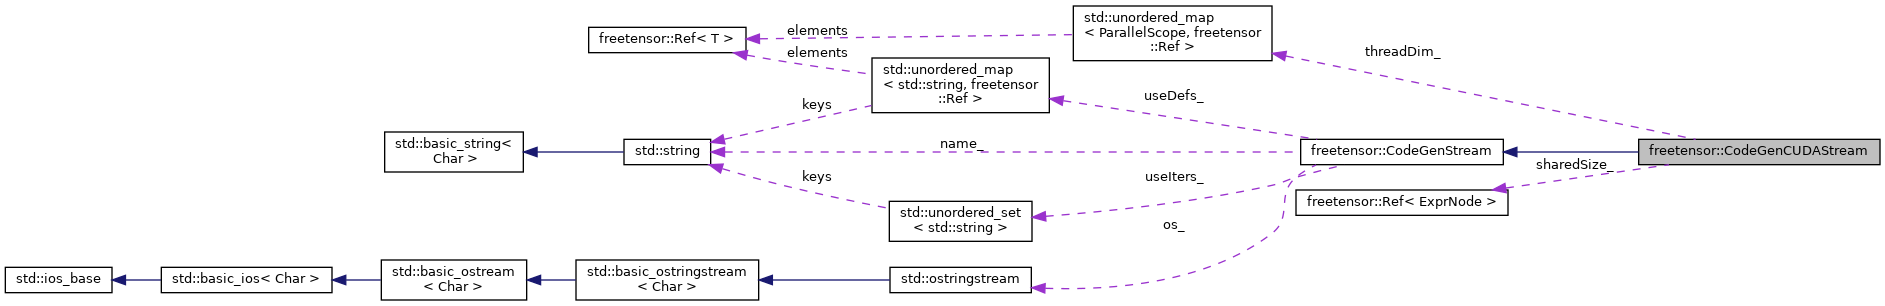 std::unordered_map
< ParallelScope, freetensor
::Ref >
elements
freetensor::Ref< T >
threadDim_
elements
std::unordered_map
< std::string, freetensor
::Ref >
useDefs_
keys
std::basic_string<
Char >
std::string
name_
freetensor::CodeGenStream
freetensor::CodeGenCUDAStream
sharedSize_
keys
useIters_
freetensor::Ref< ExprNode >
std::unordered_set
< std::string >
os_
std::ios_base
std::basic_ios< Char >
std::basic_ostream
< Char >
std::basic_ostringstream
< Char >
std::ostringstream